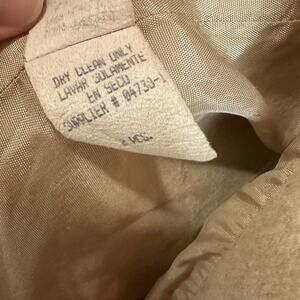 DRY CLEAN ONLY
LAVAR SOLAMENTE
EN SECO
SUPPLIER # 04739-1